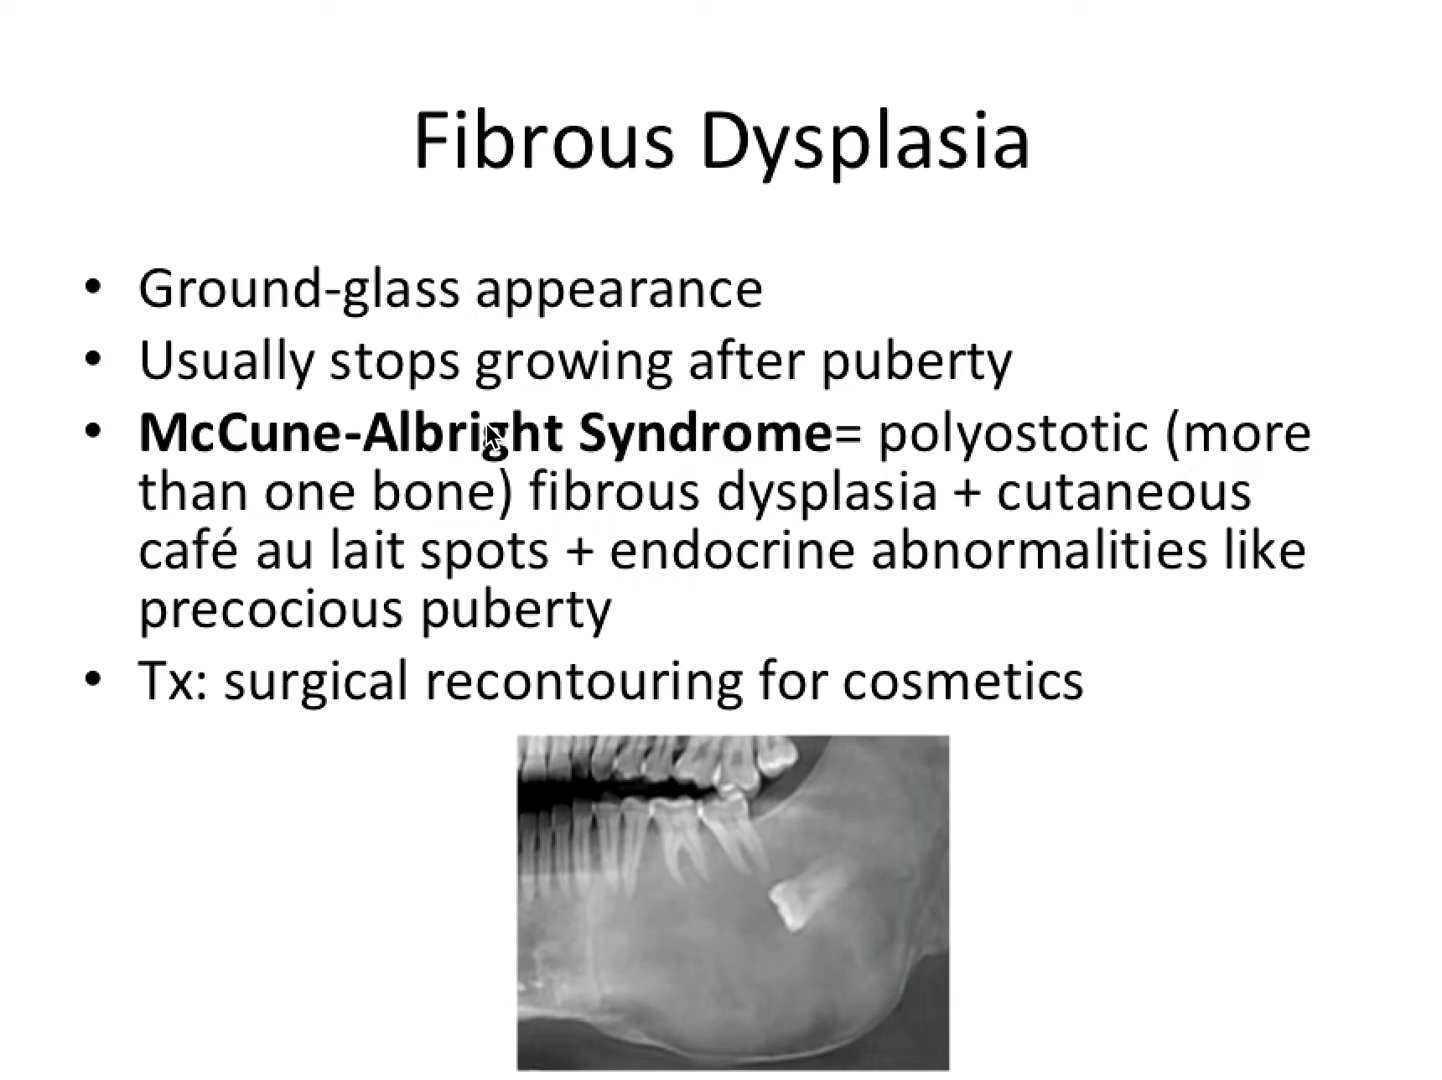 Fibrous Dysplasia
• Ground-glass appearance
• Usually stops growing after puberty
• McCune-Albright Syndrome= polyostotic (more
than one bone) fibrous dysplasia + cutaneous
café au lait spots + endocrine abnormalities like
precocious puberty
• Tx: surgical recontouring for cosmetics